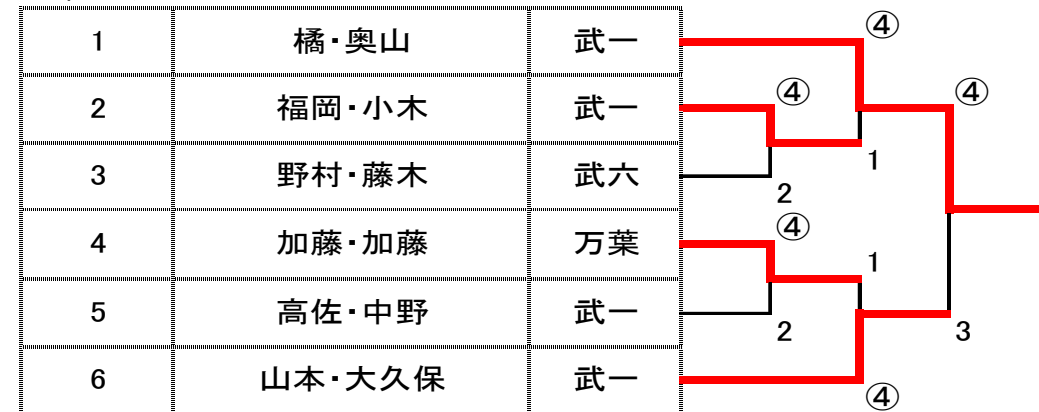 1 橘・奥山 武一 ④
2 福岡・小木 武一 ④ ④
1
3 野村・藤木 武六 2
4 加藤・加藤 万葉 ④
1
5 高佐・中野 武一 2 3
6 山本・大久保 武一 ④